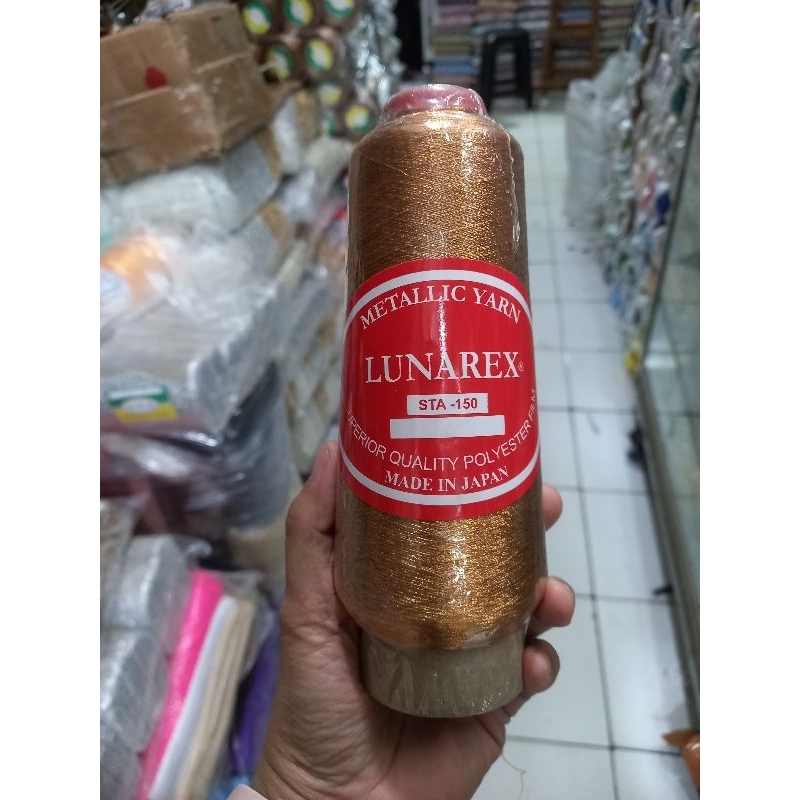 METALLIC YARN
LUNAREX®
STA -150
SUPERIOR QUALITY POLYESTER FILM
MADE IN JAPAN